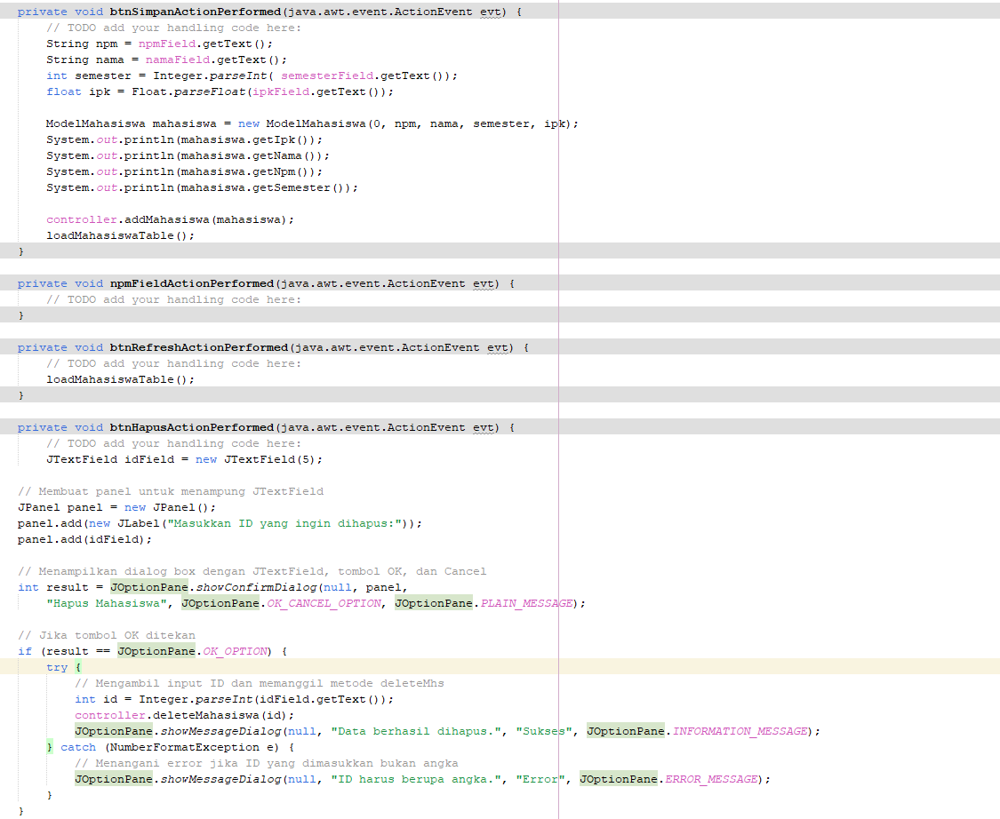 private void btnSimpanActionPerformed(java.awt.event.ActionEvent evt) {
// TODO add your handling code here:
String npm = npmField.getText();
String nama = namaField.getText();
int semester = Integer.parseInt( semesterField.getText());
float ipk = Float.parseFloat(ipkField.getText());
ModelMahasiswa mahasiswa = new ModelMahasiswa(0, npm, nama, semester, ipk);
System.out.println(mahasiswa.getIpk());
System.out.println(mahasiswa.getNama());
System.out.println(mahasiswa.getNpm());
System.out.println(mahasiswa.getSemester());
controller.addMahasiswa(mahasiswa);
loadMahasiswaTable();
}
private void npmFieldActionPerformed(java.awt.event.ActionEvent evt) {
// TODO add your handling code here:
}
private void btnRefreshActionPerformed(java.awt.event.ActionEvent evt) {
// TODO add your handling code here:
loadMahasiswaTable();
}
private void btnHapusActionPerformed(java.awt.event.ActionEvent evt) {
// TODO add your handling code here:
JTextField idField = new JTextField(5);
// Membuat panel untuk menampung JTextField
JPanel panel = new JPanel();
panel.add(new JLabel("Masukkan ID yang ingin dihapus:"));
panel.add(idField);
// Menampilkan dialog box dengan JTextField, tombol OK, dan Cancel
int result = JOptionPane.showConfirmDialog(null, panel,
"Hapus Mahasiswa", JOptionPane.OK_CANCEL_OPTION, JOptionPane.PLAIN_MESSAGE);
// Jika tombol OK ditekan
if (result == JOptionPane.OK_OPTION) {
try {
// Mengambil input ID dan memanggil metode deleteMhs
int id = Integer.parseInt(idField.getText());
controller.deleteMahasiswa(id);
JOptionPane.showMessageDialog(null, "Data berhasil dihapus.", "Sukses", JOptionPane.INFORMATION_MESSAGE);
} catch (NumberFormatException e) {
// Menangani error jika ID yang dimasukkan bukan angka
JOptionPane.showMessageDialog(null, "ID harus berupa angka.", "Error", JOptionPane.ERROR_MESSAGE);
}
}